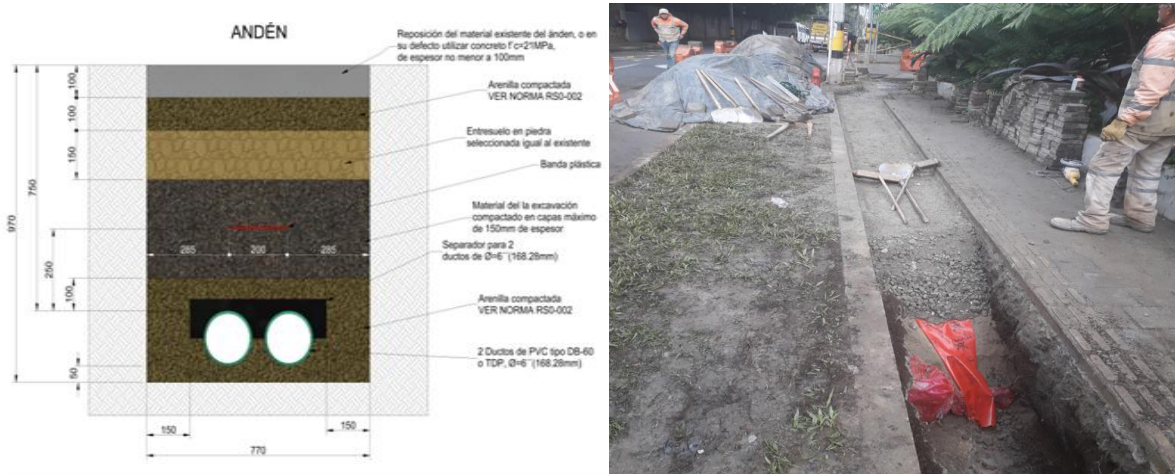 ANDÉN
Reposición del material existente del ánden, o en
su defecto utilizar concreto f´c=21MPa,
de espesor no menor a 100mm
Arenilla compactada
VER NORMA RS0-002
Entresuelo en piedra
seleccionada igual al existente
Banda plástica
Material del la excavación
compactado en capas máximo
de 150mm de espesor
Separador para 2
ductos de Ø=6¨(168.28mm)
Arenilla compactada
VER NORMA RS0-002
2 Ductos de PVC tipo DB-60
o TDP, Ø=6¨(168.28mm)
970
750
100
100
150
250
100
50
285
200
285
150
150
770